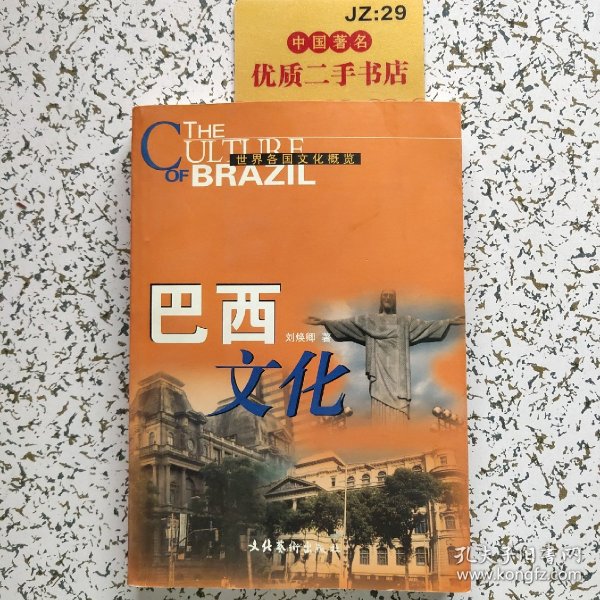 JZ:29
中国著名
优质二手书店
THE
CULTURE
世界各国文化概览
OF BRAZIL
巴西
刘焕卿 著
文化
文化艺术出版社
孔夫子旧书网
www.kongfz.com